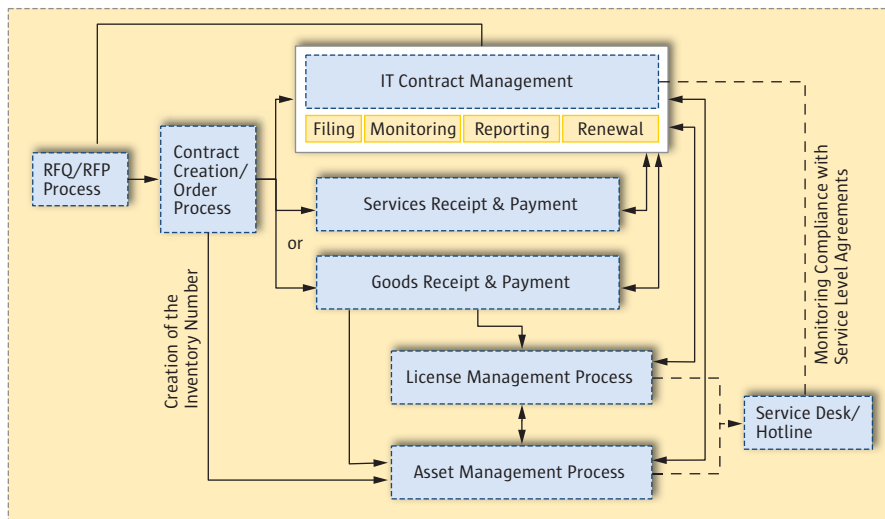 IT Contract Management
Filing
Monitoring
Reporting
Renewal
RFQ/RFP
Process
Contract
Creation/
Order
Process
Services Receipt & Payment
or
Goods Receipt & Payment
Creation of the
Inventory Number
License Management Process
Asset Management Process
Service Desk/
Hotline
Monitoring Compliance with
Service Level Agreements